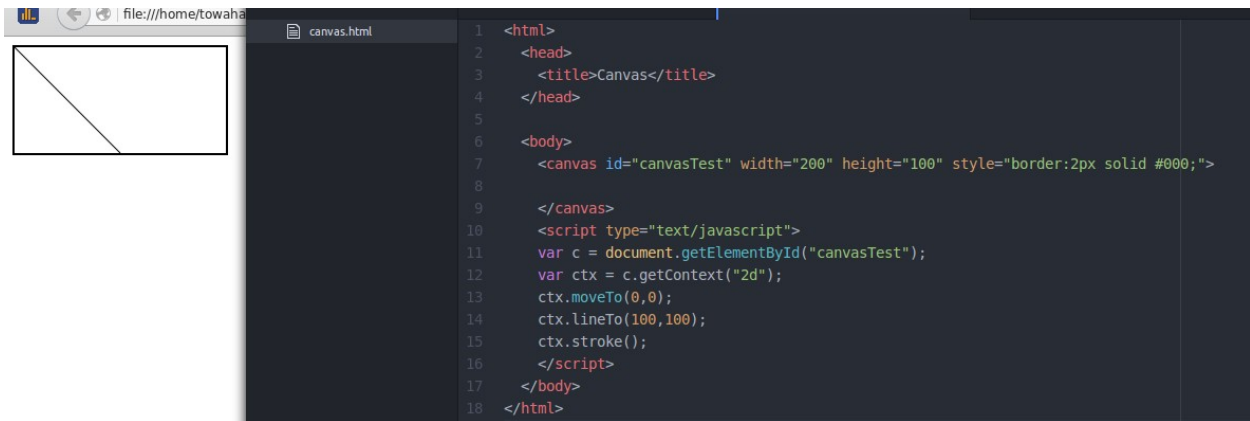 file:///home/towaha
canvas.html
1 <html>
2 <head>
3 <title>Canvas</title>
4 </head>
5
6 <body>
7 <canvas id="canvasTest" width="200" height="100" style="border:2px solid #000;">
8
9 </canvas>
10 <script type="text/javascript">
11 var c = document.getElementById("canvasTest");
12 var ctx = c.getContext("2d");
13 ctx.moveTo(0,0);
14 ctx.lineTo(100,100);
15 ctx.stroke();
16 </script>
17 </body>
18 </html>